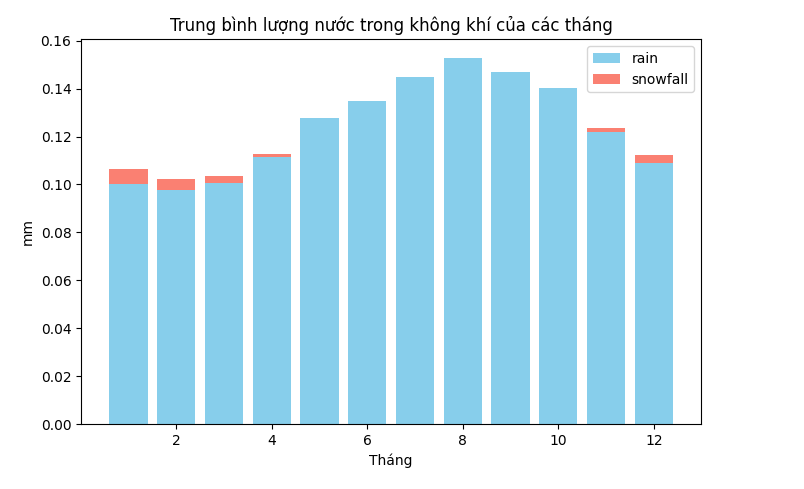 Trung bình lượng nước trong không khí của các tháng
rain
snowfall
mm
0.16
0.14
0.12
0.10
0.08
0.06
0.04
0.02
0.00
2 4 6 8 10 12
Tháng